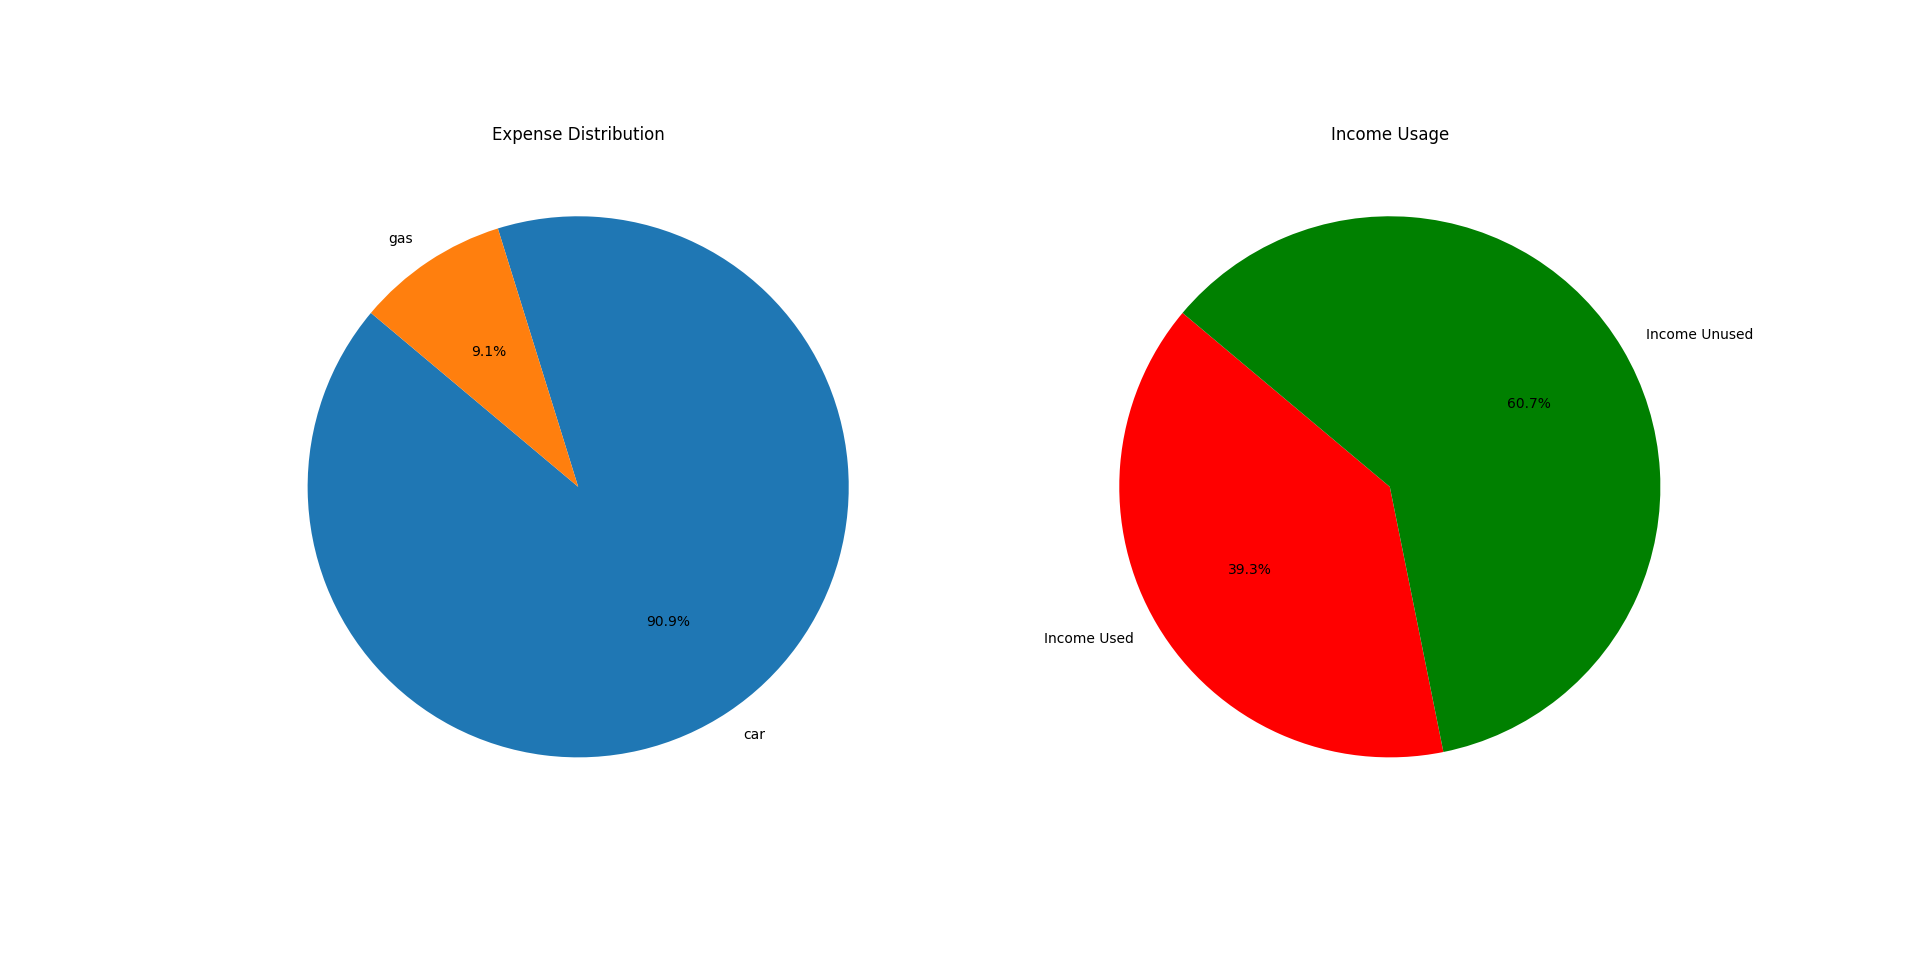 Expense Distribution
gas
9.1%
90.9%
car
Income Usage
Income Unused
60.7%
39.3%
Income Used